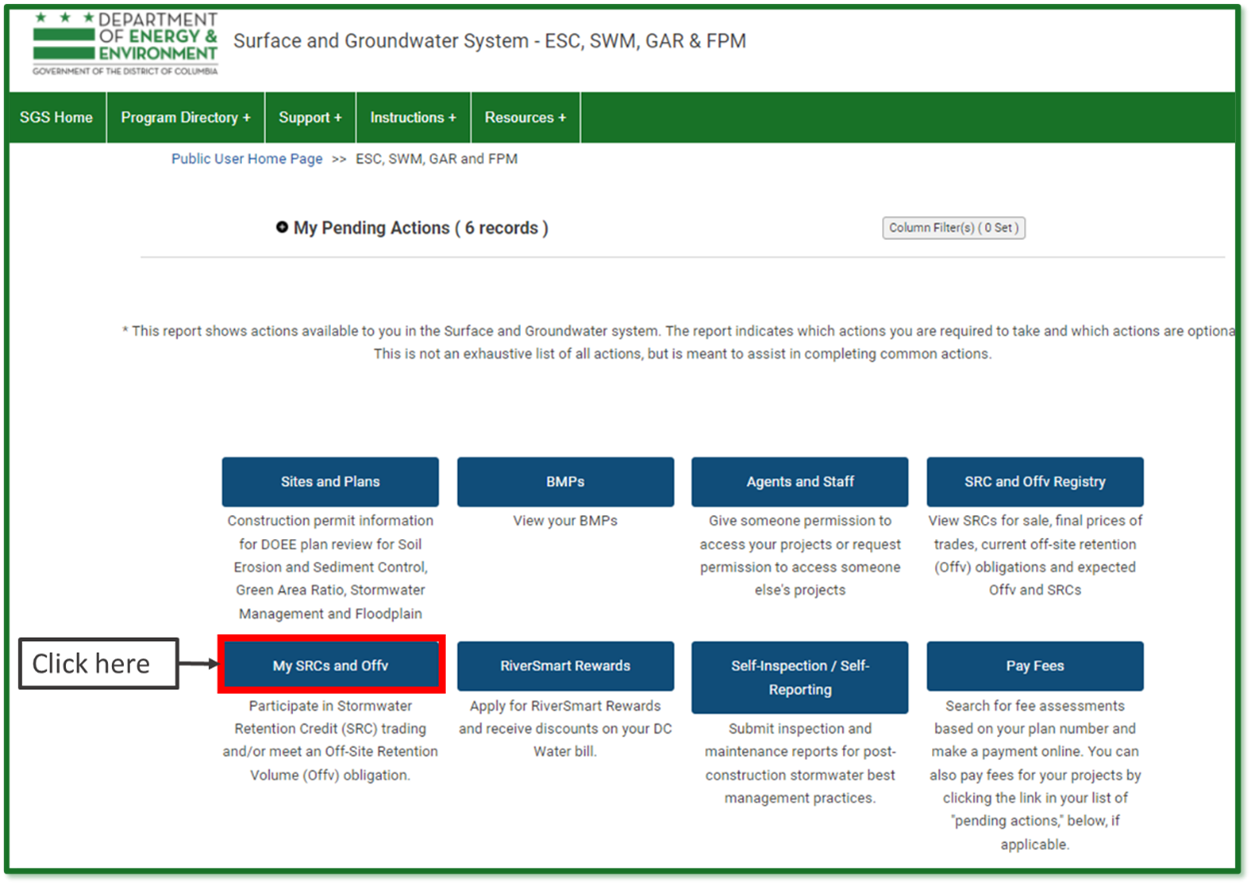 DEPARTMENT
OF ENERGY &
ENVIRONMENT
GOVERNMENT OF THE DISTRICT OF COLUMBIA
Surface and Groundwater System - ESC, SWM, GAR & FPM
SGS Home
Program Directory +
Support +
Instructions +
Resources +
Public User Home Page >> ESC, SWM, GAR and FPM
My Pending Actions ( 6 records )
Column Filter(s) ( 0 Set )
* This report shows actions available to you in the Surface and Groundwater system. The report indicates which actions you are required to take and which actions are optiona
This is not an exhaustive list of all actions, but is meant to assist in completing common actions.
Sites and Plans
Construction permit information
for DOEE plan review for Soil
Erosion and Sediment Control,
Green Area Ratio, Stormwater
Management and Floodplain
BMPs
View your BMPs
Agents and Staff
Give someone permission to
access your projects or request
permission to access someone
else's projects
SRC and Offv Registry
View SRCs for sale, final prices of
trades, current off-site retention
(Offv) obligations and expected
Offv and SRCs
Click here
My SRCs and Offv
Participate in Stormwater
Retention Credit (SRC) trading
and/or meet an Off-Site Retention
Volume (Offv) obligation.
RiverSmart Rewards
Apply for RiverSmart Rewards
and receive discounts on your DC
Water bill.
Self-Inspection / Self-
Reporting
Submit inspection and
maintenance reports for post-
construction stormwater best
management practices.
Pay Fees
Search for fee assessments
based on your plan number and
make a payment online. You can
also pay fees for your projects by
clicking the link in your list of
"pending actions," below, if
applicable.